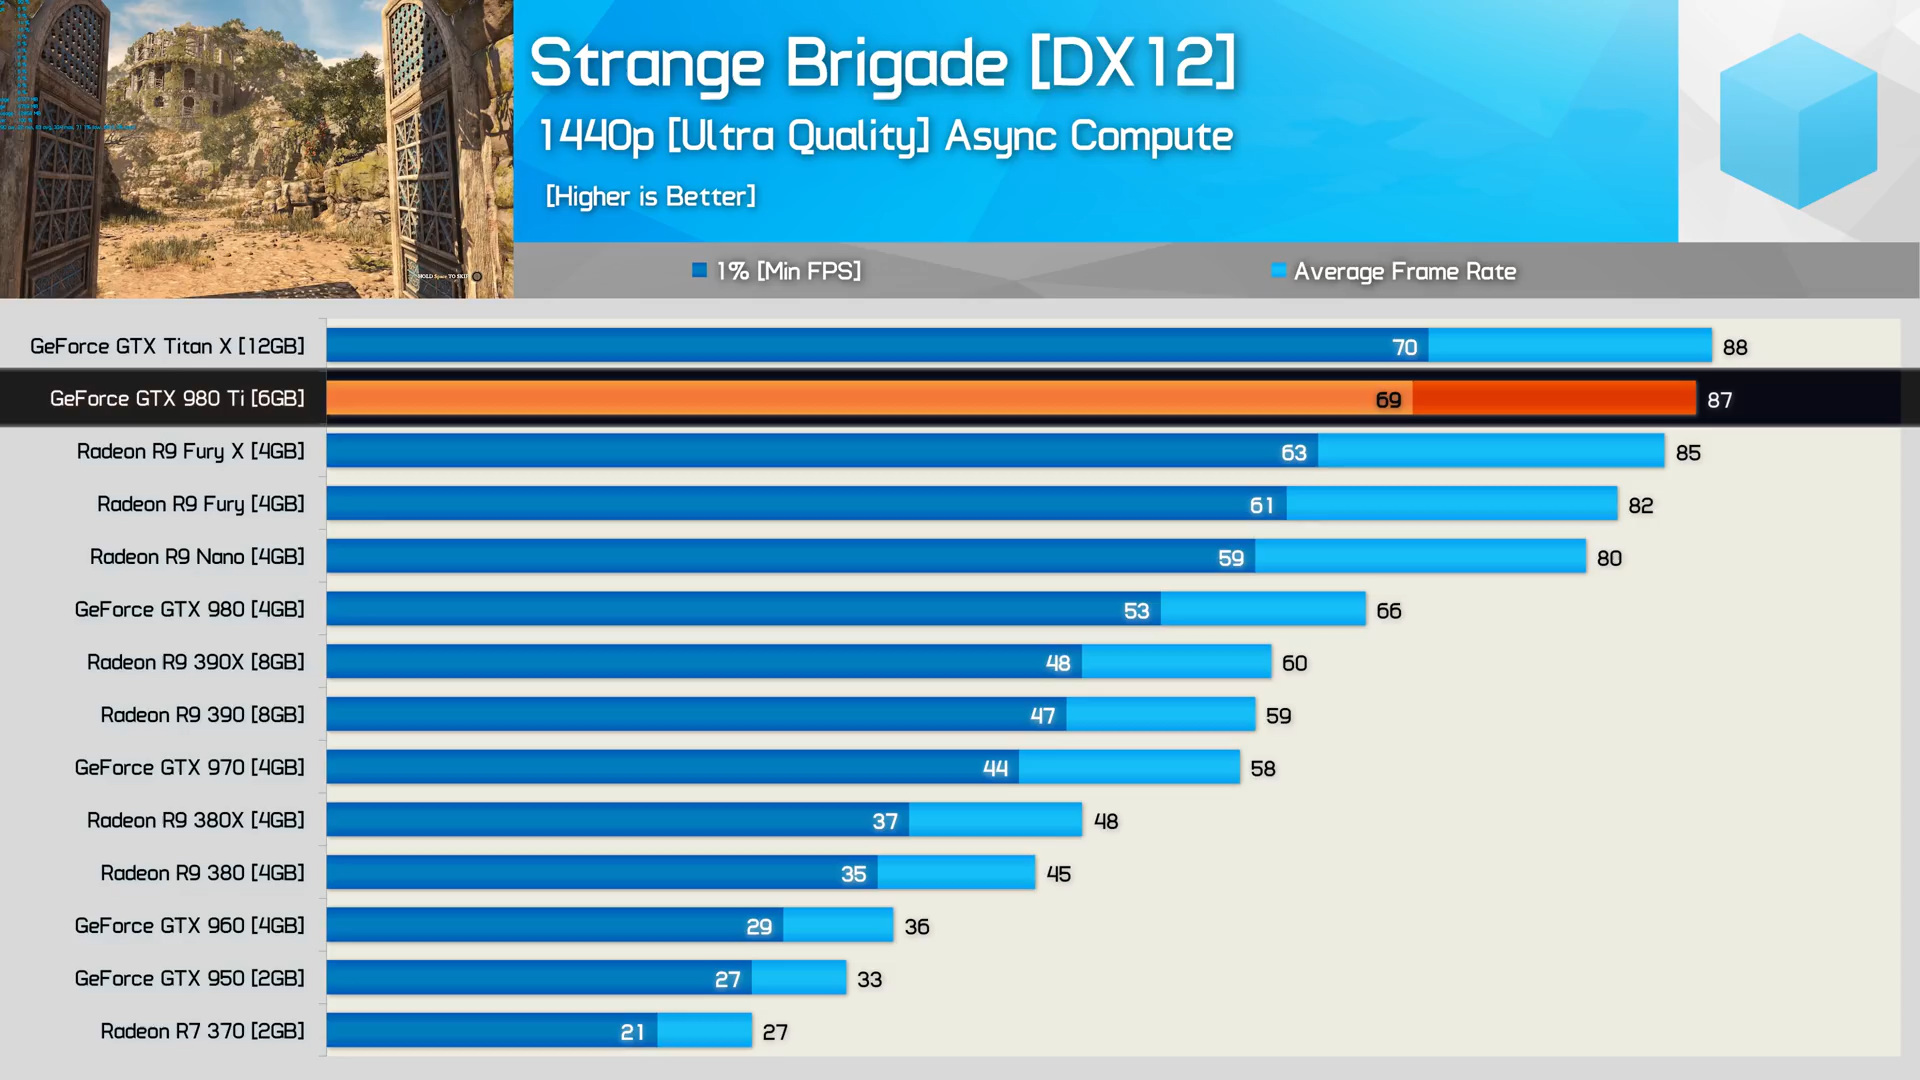 Strange Brigade [DX12]
1440p [Ultra Quality] Async Compute
[Higher is Better]
HOLD Space TO SKIP
1% [Min FPS]
Average Frame Rate
GeForce GTX Titan X [12GB] 70 88
GeForce GTX 980 Ti [6GB] 69 87
Radeon R9 Fury X [4GB] 63 85
Radeon R9 Fury [4GB] 61 82
Radeon R9 Nano [4GB] 59 80
GeForce GTX 980 [4GB] 53 66
Radeon R9 390X [8GB] 48 60
Radeon R9 390 [8GB] 47 59
GeForce GTX 970 [4GB] 44 58
Radeon R9 380X [4GB] 37 48
Radeon R9 380 [4GB] 35 45
GeForce GTX 960 [4GB] 29 36
GeForce GTX 950 [2GB] 27 33
Radeon R7 370 [2GB] 21 27